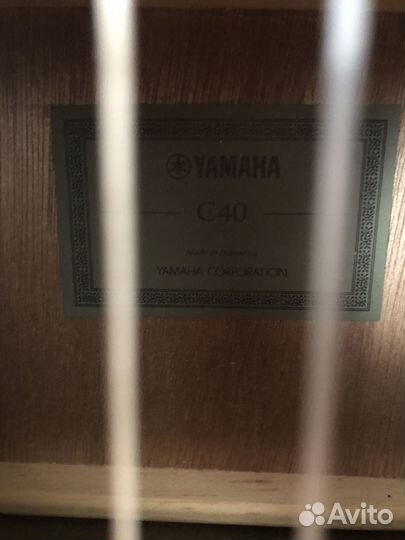 YAMAHA
C40
Made in Indonesia
YAMAHA CORPORATION
Avito